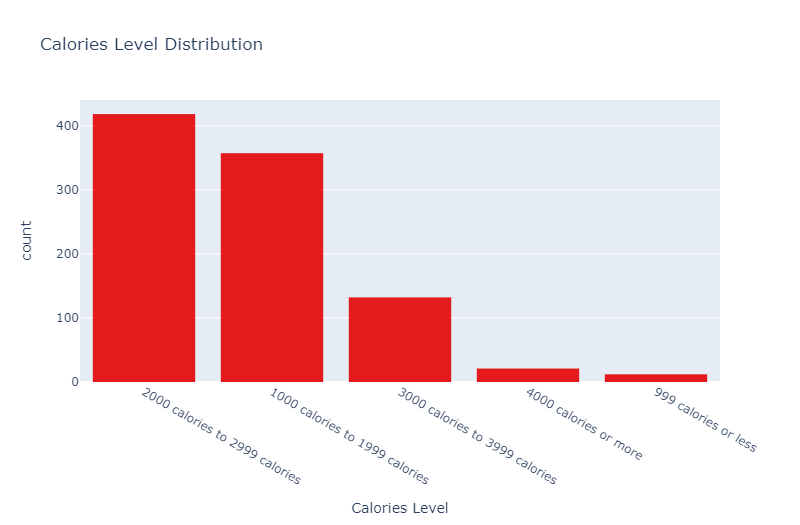 Calories Level Distribution
400
300
200
100
0
count
2000 calories to 2999 calories
1000 calories to 1999 calories
3000 calories to 3999 calories
4000 calories or more
999 calories or less
Calories Level